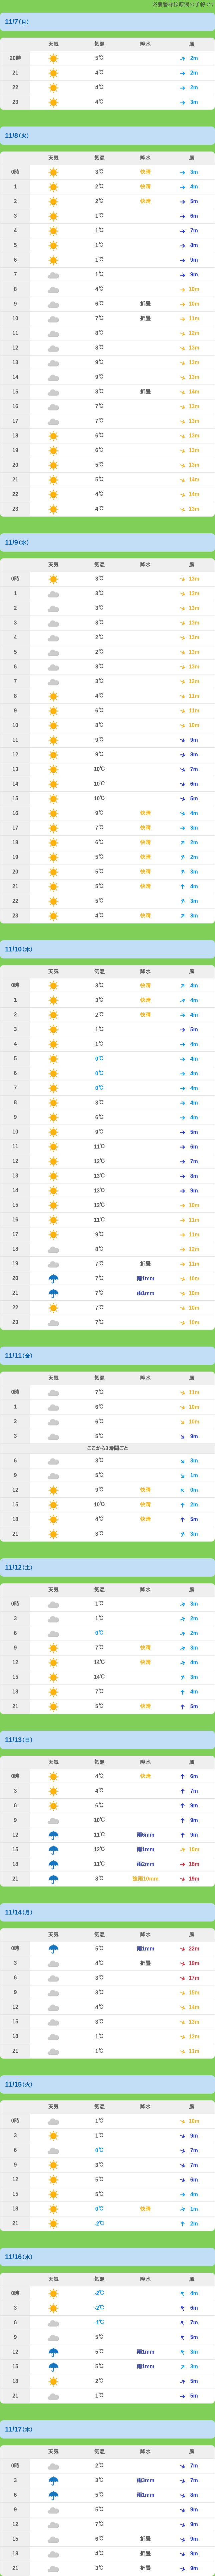 ※裏磐梯桧原湖の予報です
11/7(月)
天気 気温 降水 風
20時 5℃ 2m
21 4℃ 2m
22 4℃ 2m
23 4℃ 3m
11/8(火)
天気 気温 降水 風
0時 3℃ 快晴 3m
1 2℃ 快晴 4m
2 2℃ 快晴 5m
3 1℃ 6m
4 1℃ 7m
5 1℃ 8m
6 1℃ 9m
7 1℃ 9m
8 4℃ 10m
9 6℃ 折曇 10m
10 7℃ 折曇 11m
11 8℃ 12m
12 8℃ 13m
13 9℃ 13m
14 9℃ 13m
15 8℃ 折曇 14m
16 7℃ 13m
17 7℃ 13m
18 6℃ 13m
19 6℃ 13m
20 5℃ 13m
21 5℃ 14m
22 4℃ 14m
23 4℃ 13m
11/9(水)
天気 気温 降水 風
0時 3℃ 13m
1 3℃ 13m
2 3℃ 13m
3 3℃ 13m
4 2℃ 13m
5 2℃ 13m
6 3℃ 13m
7 3℃ 12m
8 4℃ 11m
9 6℃ 11m
10 8℃ 10m
11 9℃ 9m
12 9℃ 8m
13 10℃ 7m
14 10℃ 6m
15 10℃ 5m
16 9℃ 快晴 4m
17 7℃ 快晴 3m
18 6℃ 快晴 2m
19 5℃ 快晴 2m
20 5℃ 快晴 3m
21 5℃ 快晴 4m
22 5℃ 3m
23 4℃ 快晴 3m
11/10(木)
天気 気温 降水 風
0時 3℃ 快晴 4m
1 3℃ 快晴 4m
2 2℃ 快晴 4m
3 1℃ 5m
4 1℃ 4m
5 0℃ 4m
6 0℃ 4m
7 0℃ 4m
8 3℃ 4m
9 6℃ 4m
10 9℃ 5m
11 11℃ 6m
12 12℃ 7m
13 13℃ 8m
14 13℃ 9m
15 12℃ 10m
16 11℃ 11m
17 9℃ 11m
18 8℃ 12m
19 7℃ 折曇 11m
20 7℃ 雨1mm 10m
21 7℃ 雨1mm 10m
22 7℃ 10m
23 7℃ 10m
11/11(金)
天気 気温 降水 風
0時 7℃ 11m
1 6℃ 10m
2 6℃ 10m
3 5℃ 9m
ここから3時間ごと
6 3℃ 3m
9 5℃ 1m
12 9℃ 快晴 0m
15 10℃ 快晴 2m
18 4℃ 快晴 5m
21 3℃ 3m
11/12(土)
天気 気温 降水 風
0時 1℃ 3m
3 1℃ 2m
6 0℃ 2m
9 7℃ 快晴 3m
12 14℃ 快晴 4m
15 14℃ 3m
18 7℃ 4m
21 5℃ 快晴 5m
11/13(日)
天気 気温 降水 風
0時 4℃ 快晴 6m
3 4℃ 7m
6 6℃ 9m
9 10℃ 9m
12 11℃ 雨6mm 9m
15 12℃ 雨1mm 10m
18 11℃ 雨2mm 18m
21 8℃ 強雨10mm 19m
11/14(月)
天気 気温 降水 風
0時 5℃ 雨1mm 22m
3 4℃ 折曇 19m
6 3℃ 17m
9 3℃ 15m
12 4℃ 14m
15 3℃ 13m
18 1℃ 12m
21 1℃ 11m
11/15(火)
天気 気温 降水 風
0時 1℃ 10m
3 1℃ 9m
6 0℃ 7m
9 3℃ 7m
12 5℃ 6m
15 5℃ 4m
18 0℃ 快晴 1m
21 -2℃ 2m
11/16(水)
天気 気温 降水 風
0時 -2℃ 4m
3 -2℃ 6m
6 -1℃ 7m
9 5℃ 5m
12 5℃ 雨1mm 3m
15 5℃ 雨1mm 3m
18 2℃ 5m
21 1℃ 5m
11/17(木)
天気 気温 降水 風
0時 2℃ 7m
3 3℃ 雨3mm 7m
6 5℃ 雨1mm 8m
9 5℃ 9m
12 7℃ 9m
15 6℃ 折曇 9m
18 4℃ 折曇 9m
21 3℃ 折曇 9m